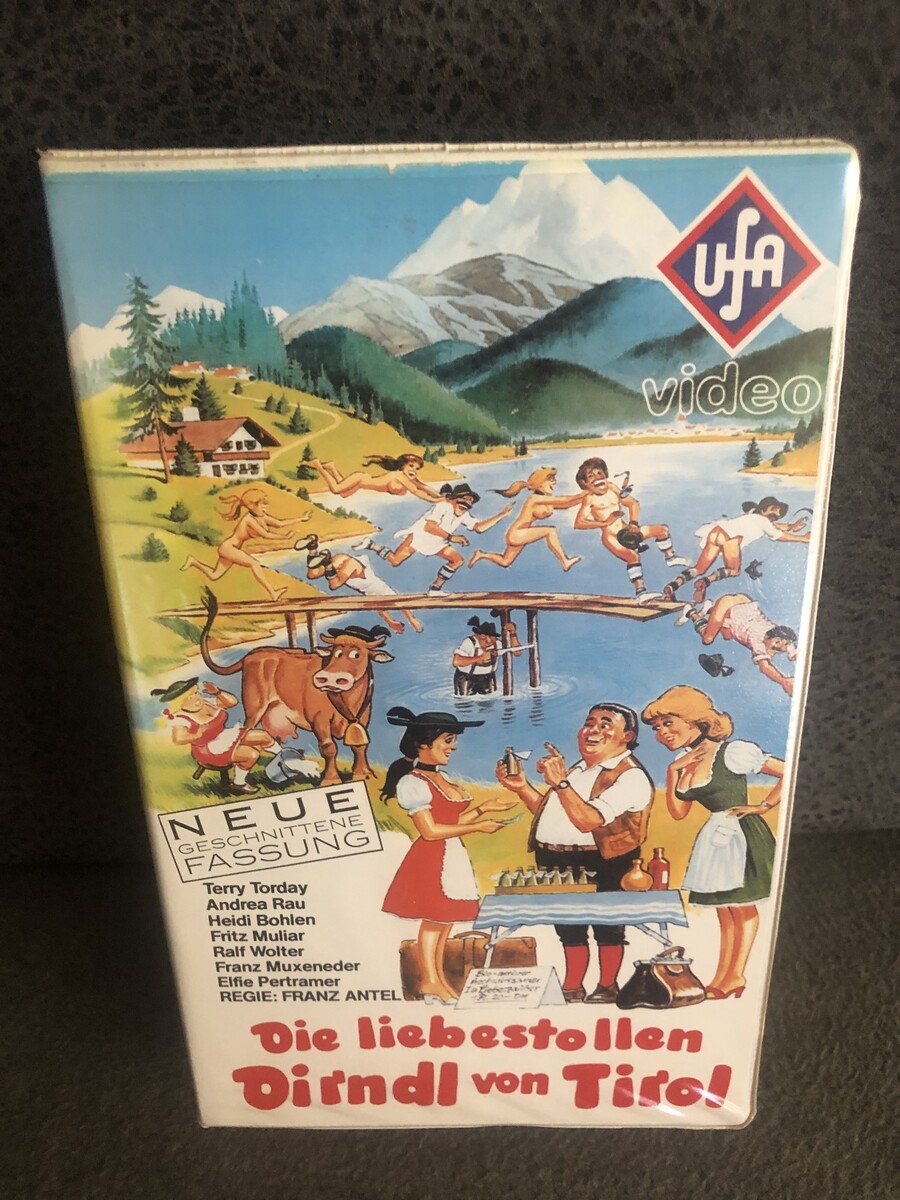 UFA
video
NEUE
GESCHNITTENE
FASSUNG
Terry Torday
Andrea Rau
Heidi Bohlen
Fritz Muliar
Ralf Wolter
Franz Muxeneder
Elfie Pertramer
REGIE: FRANZ ANTEL
Die liebestollen
Dirndl von Tirol